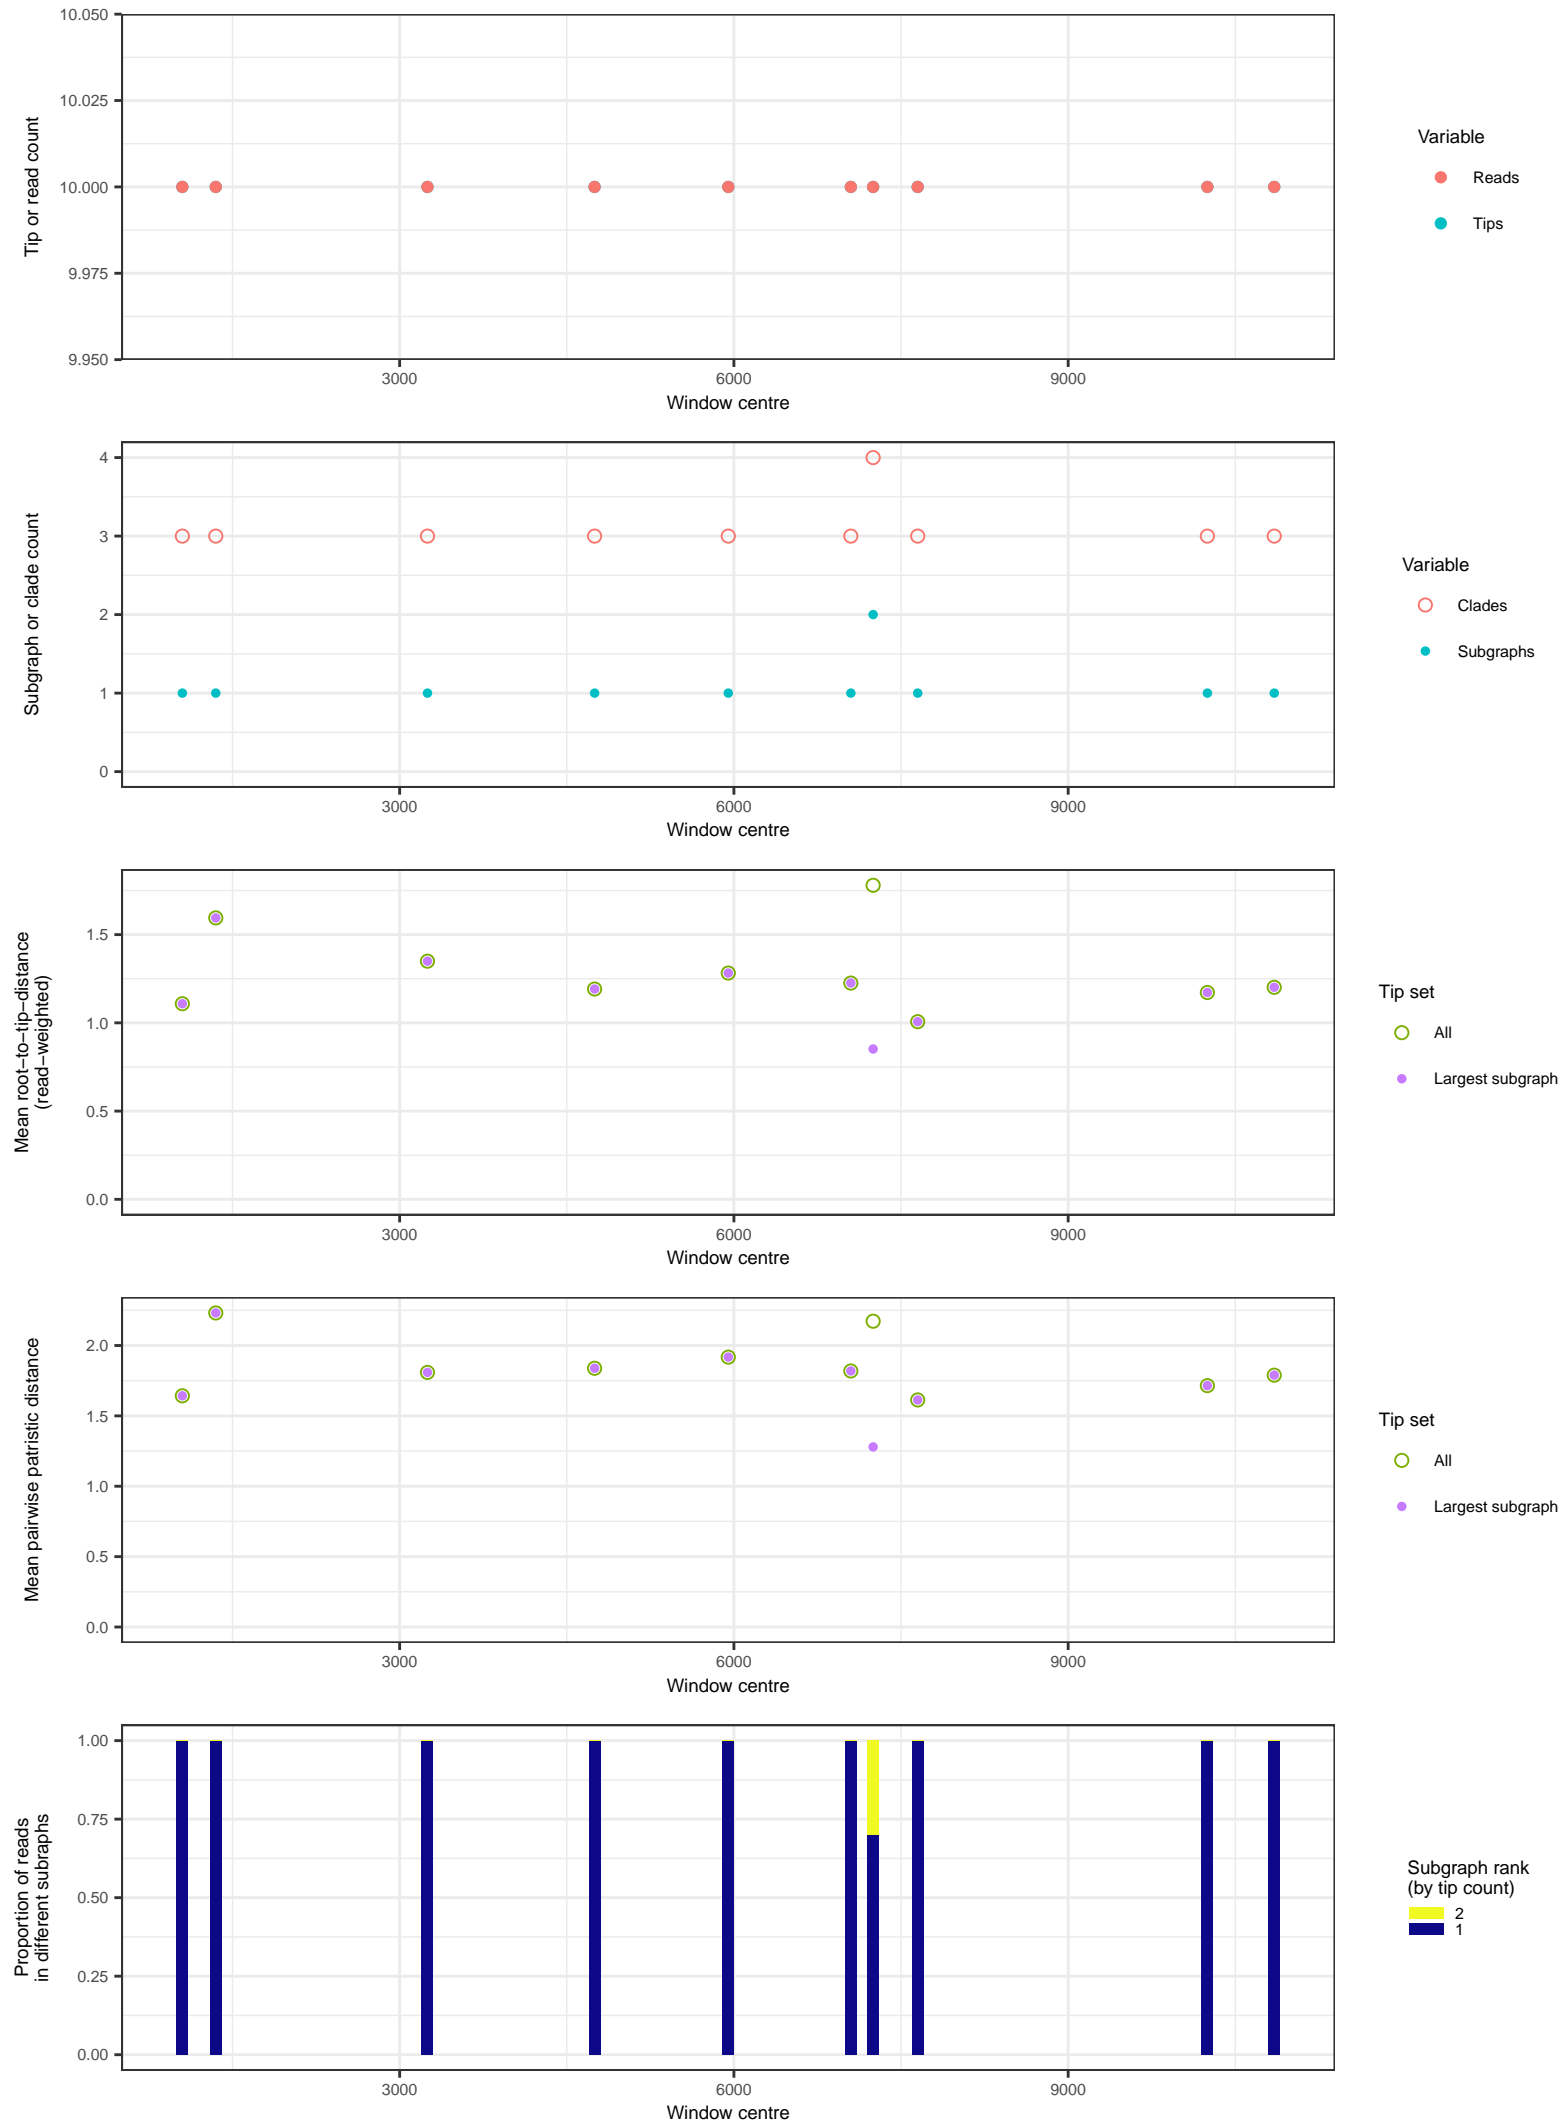 10.050
10.025
10.000
9.975
9.950
Tip or read count
3000
6000
9000
Window centre
Variable
Reads
Tips
4
3
2
1
0
Subgraph or clade count
3000
6000
9000
Window centre
Variable
Clades
Subgraphs
1.5
1.0
0.5
0.0
Mean root−to−tip−distance
(read−weighted)
3000
6000
9000
Window centre
Tip set
All
Largest subgraph
2.0
1.5
1.0
0.5
0.0
Mean pairwise patristic distance
3000
6000
9000
Window centre
Tip set
All
Largest subgraph
1.00
0.75
0.50
0.25
0.00
Proportion of reads
in different subraphs
3000
6000
9000
Window centre
Subgraph rank
(by tip count)
2
1